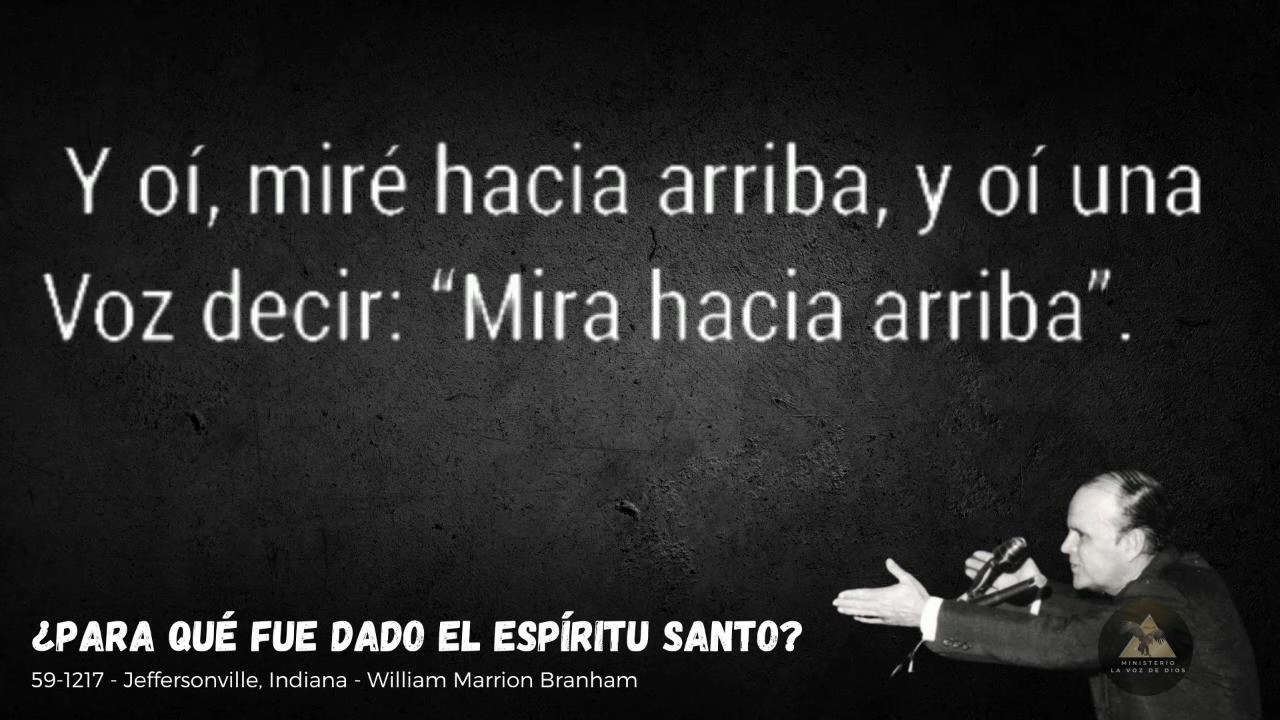 Y oí, miré hacia arriba, y oí una
Voz decir: “Mira hacia arriba”.
¿PARA QUÉ FUE DADO EL ESPÍRITU SANTO?
59-1217 - Jeffersonville, Indiana - William Marrion Branham
MINISTERIO
LA VOZ DE DIOS